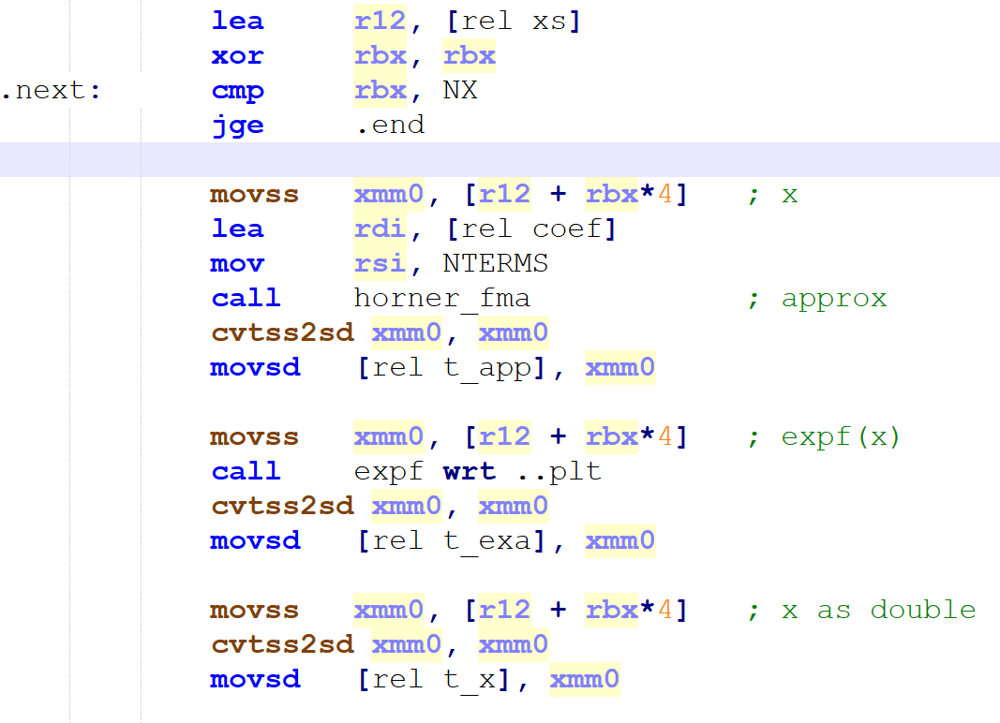 lea r12, [rel xs]
xor rbx, rbx
.next: cmp rbx, NX
jge .end
movss xmm0, [r12 + rbx*4] ; x
lea rdi, [rel coef]
mov rsi, NTERMS
call horner_fma ; approx
cvtss2sd xmm0, xmm0
movsd [rel t_app], xmm0
movss xmm0, [r12 + rbx*4] ; expf(x)
call expf wrt ..plt
cvtss2sd xmm0, xmm0
movsd [rel t_exa], xmm0
movss xmm0, [r12 + rbx*4] ; x as double
cvtss2sd xmm0, xmm0
movsd [rel t_x], xmm0